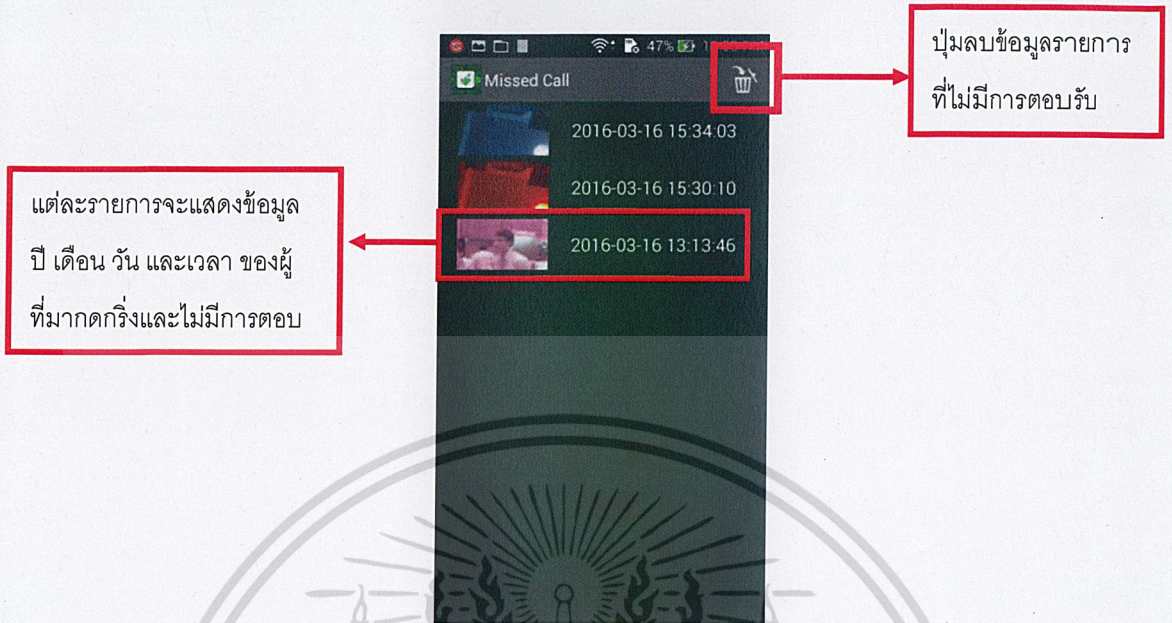 47%
Missed Call
2016-03-16 15:34:03
2016-03-16 15:30:10
2016-03-16 13:13:46
ปุ่มลบข้อมูลรายการ
ที่ไม่มีการตอบรับ
แต่ละรายการจะแสดงข้อมูล
ปี เดือน วัน และเวลา ของผู้
ที่มากดกริ่งและไม่มีการตอบ